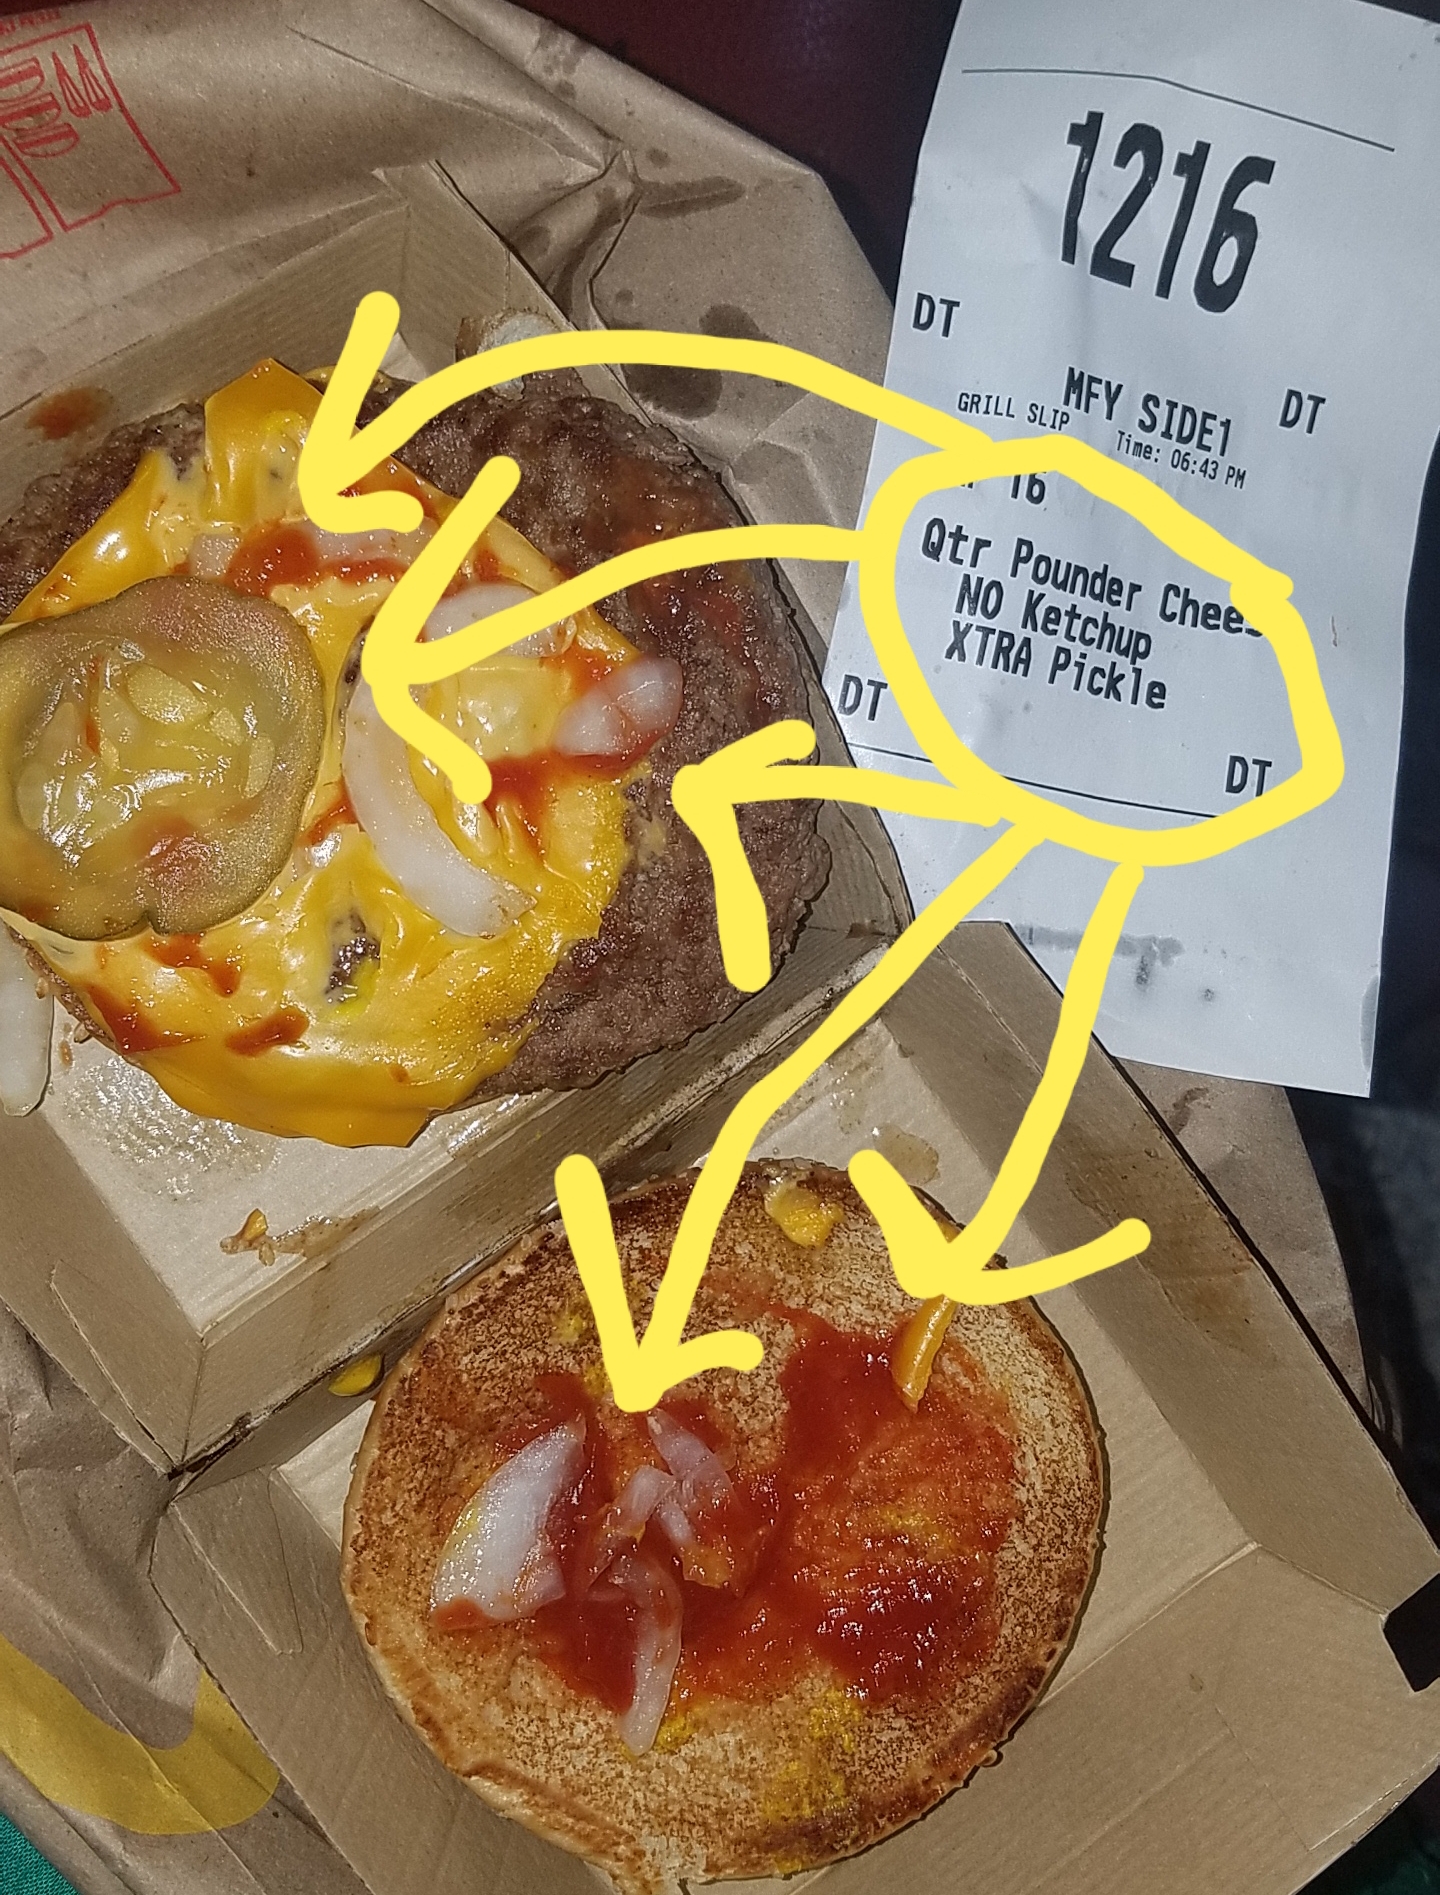 1216
DT
MFY SIDE1
DT
GRILL SLIP
Time: 06:43 PM
16
Qtr Pounder Chees
NO Ketchup
XTRA Pickle
DT
DT